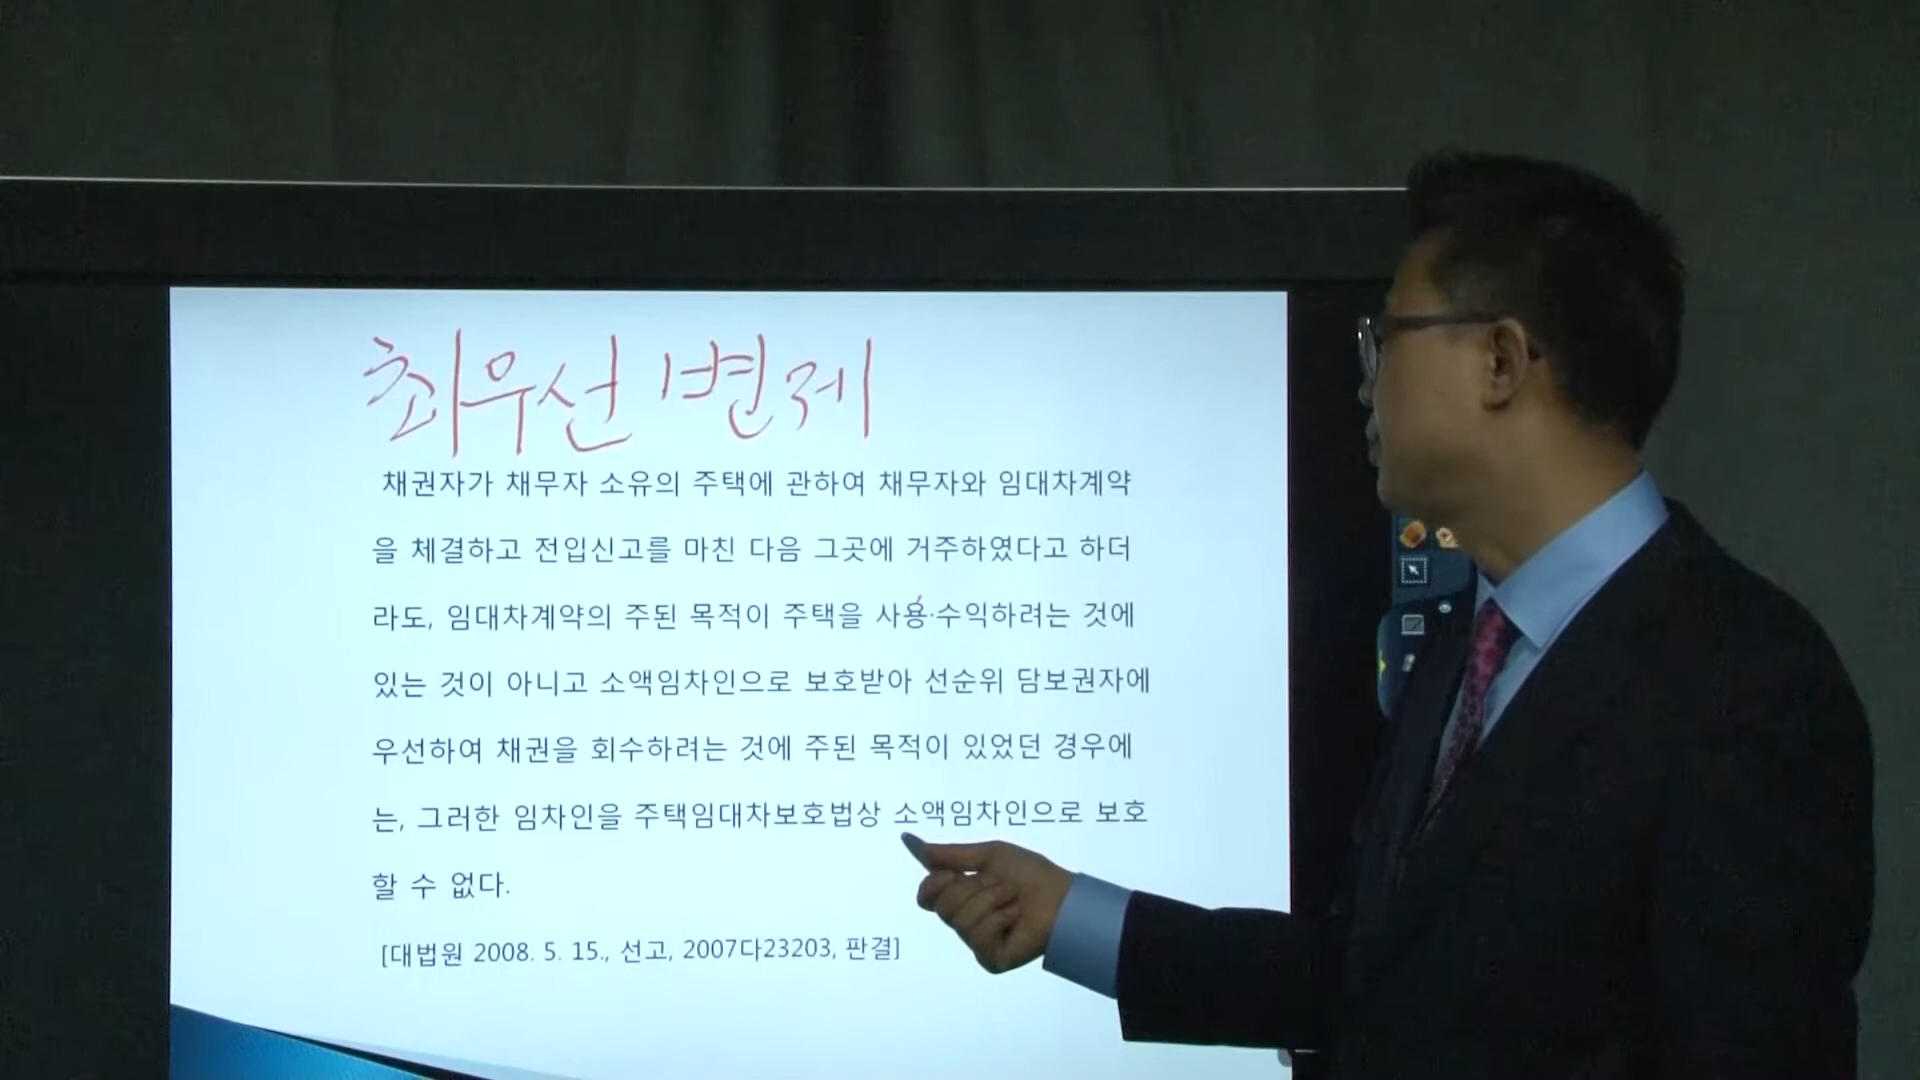 최우선 변제
채권자가 채무자 소유의 주택에 관하여 채무자와 임대차계약
을 체결하고 전입신고를 마친 다음 그곳에 거주하였다고 하더
라도, 임대차계약의 주된 목적이 주택을 사용·수익하려는 것에
있는 것이 아니고 소액임차인으로 보호받아 선순위 담보권자에
우선하여 채권을 회수하려는 것에 주된 목적이 있었던 경우에
는, 그러한 임차인을 주택임대차보호법상 소액임차인으로 보호
할 수 없다.
[대법원 2008. 5. 15., 선고, 2007다23203, 판결]